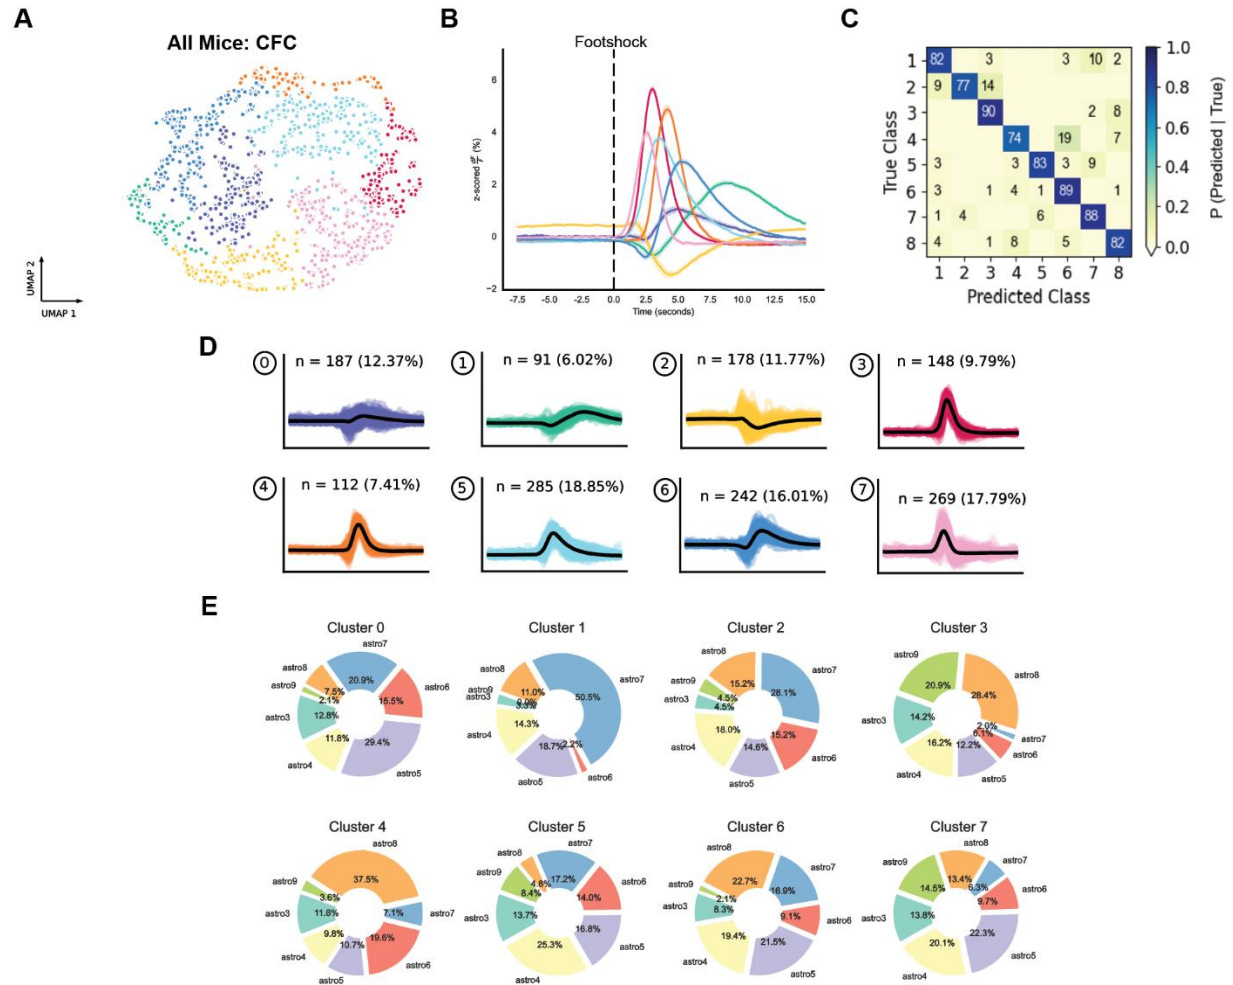 A
All Mice: CFC
UMAP 2
UMAP 1
B
Footshock
z-scored dF/F (%)
6
4
2
0
−2
-7.5 -5.0 -2.5 0.0 2.5 5.0 7.5 10.0 12.5 15.0
Time (seconds)
C
True Class
1 82 3 3 10 2
2 9 77 14
3 90 2 8
4 74 19 7
5 3 3 83 3 9
6 3 1 4 1 89 1
7 1 4 6 88
8 4 1 8 5 82
1 2 3 4 5 6 7 8
Predicted Class
1.0
0.8
0.6
0.4
0.2
0.0
P (Predicted | True)
D
0 n = 187 (12.37%)
1 n = 91 (6.02%)
2 n = 178 (11.77%)
3 n = 148 (9.79%)
4 n = 112 (7.41%)
5 n = 285 (18.85%)
6 n = 242 (16.01%)
7 n = 269 (17.79%)
E
Cluster 0
astro7 20.9%
astro6 15.5%
astro5 29.4%
astro4 11.8%
astro3 12.8%
astro9 2.1%
astro8 7.5%
Cluster 1
astro7 50.5%
astro6 2.2%
astro5 18.7%
astro4 14.3%
astro3 3.3%
astro9 0.0%
astro8 11.0%
Cluster 2
astro7 28.1%
astro6 15.2%
astro5 14.6%
astro4 18.0%
astro3 4.5%
astro9 4.5%
astro8 15.2%
Cluster 3
astro8 28.4%
astro7 2.0%
astro6 6.1%
astro5 12.2%
astro4 16.2%
astro3 14.2%
astro9 20.9%
Cluster 4
astro8 37.5%
astro7 7.1%
astro6 19.6%
astro5 10.7%
astro4 9.8%
astro3 11.6%
astro9 3.6%
Cluster 5
astro7 17.2%
astro6 14.0%
astro5 16.8%
astro4 25.3%
astro3 13.7%
astro9 8.4%
astro8 4.6%
Cluster 6
astro8 22.7%
astro7 16.9%
astro6 9.1%
astro5 21.5%
astro4 19.4%
astro3 8.3%
astro9 2.1%
Cluster 7
astro8 13.4%
astro7 6.3%
astro6 9.7%
astro5 22.3%
astro4 20.1%
astro3 13.8%
astro9 14.5%